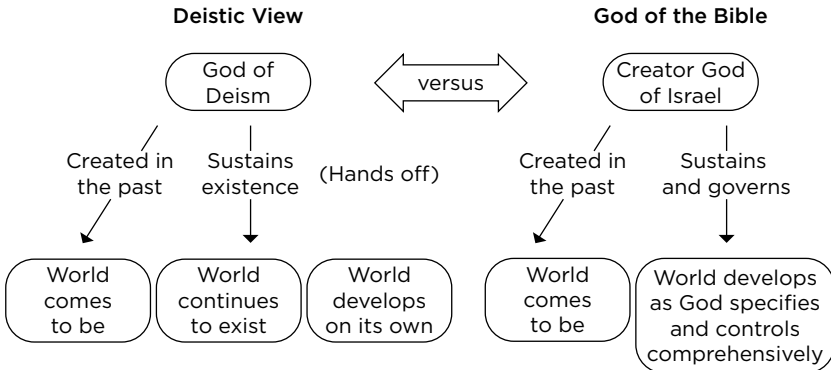 Deistic View
God of the Bible
God of
Deism
versus
Creator God
of Israel
Created in
the past
Sustains
existence
(Hands off)
Created in
the past
Sustains
and governs
World
comes
to be
World
continues
to exist
World
develops
on its own
World
comes
to be
World develops
as God specifies
and controls
comprehensively